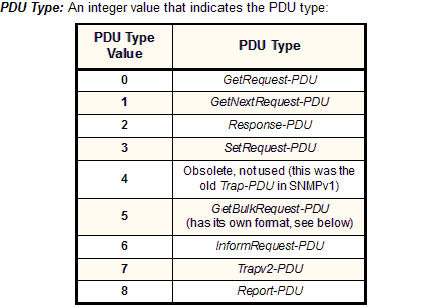 PDU Type: An integer value that indicates the PDU type:
PDU Type Value PDU Type
0 GetRequest-PDU
1 GetNextRequest-PDU
2 Response-PDU
3 SetRequest-PDU
4 Obsolete, not used (this was the
old Trap-PDU in SNMPv1)
5 GetBulkRequest-PDU
(has its own format, see below)
6 InformRequest-PDU
7 Trapv2-PDU
8 Report-PDU